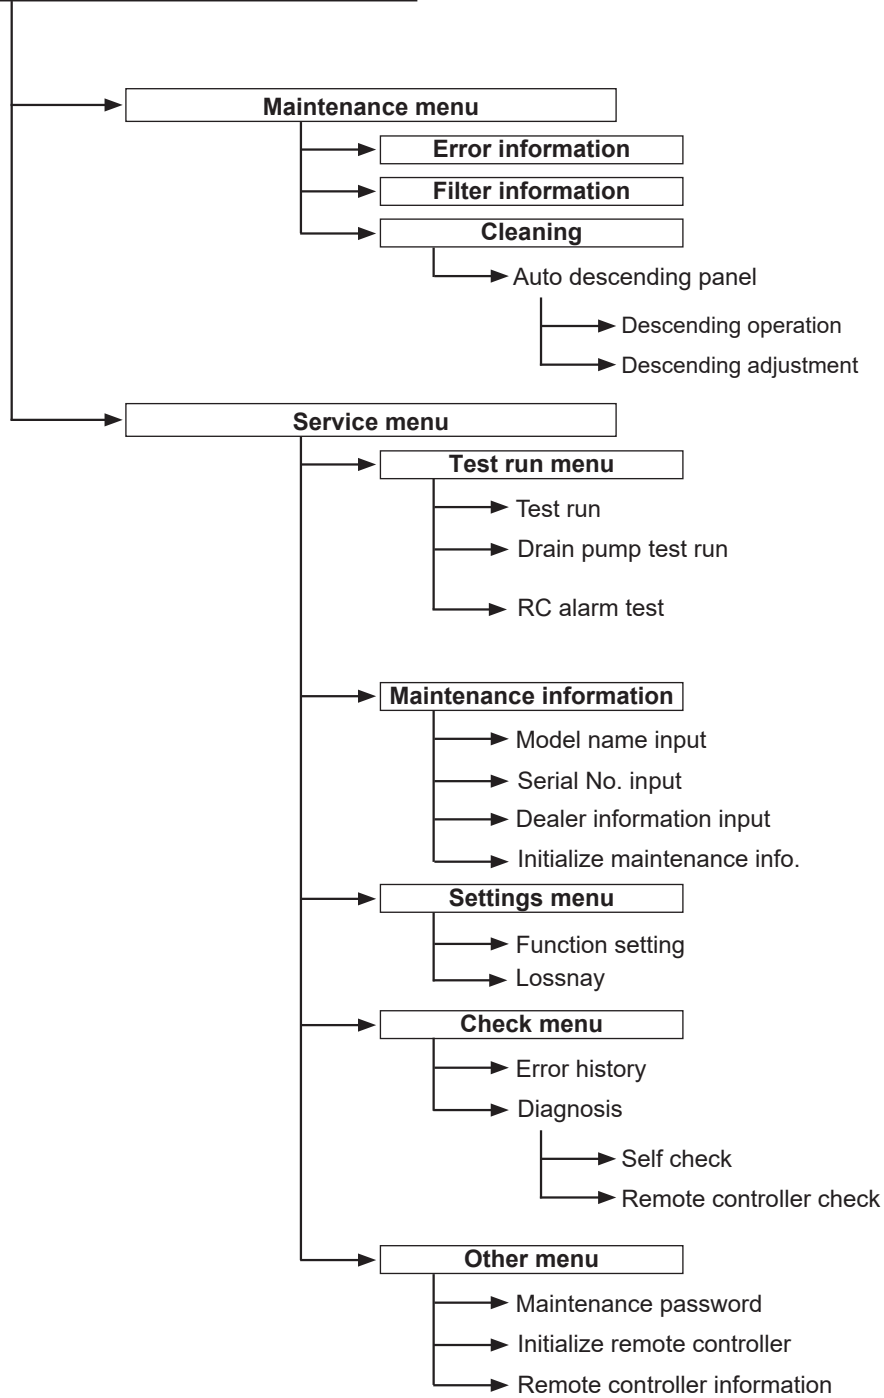 Maintenance menu
Error information
Filter information
Cleaning
Auto descending panel
Descending operation
Descending adjustment
Service menu
Test run menu
Test run
Drain pump test run
RC alarm test
Maintenance information
Model name input
Serial No. input
Dealer information input
Initialize maintenance info.
Settings menu
Function setting
Lossnay
Check menu
Error history
Diagnosis
Self check
Remote controller check
Other menu
Maintenance password
Initialize remote controller
Remote controller information